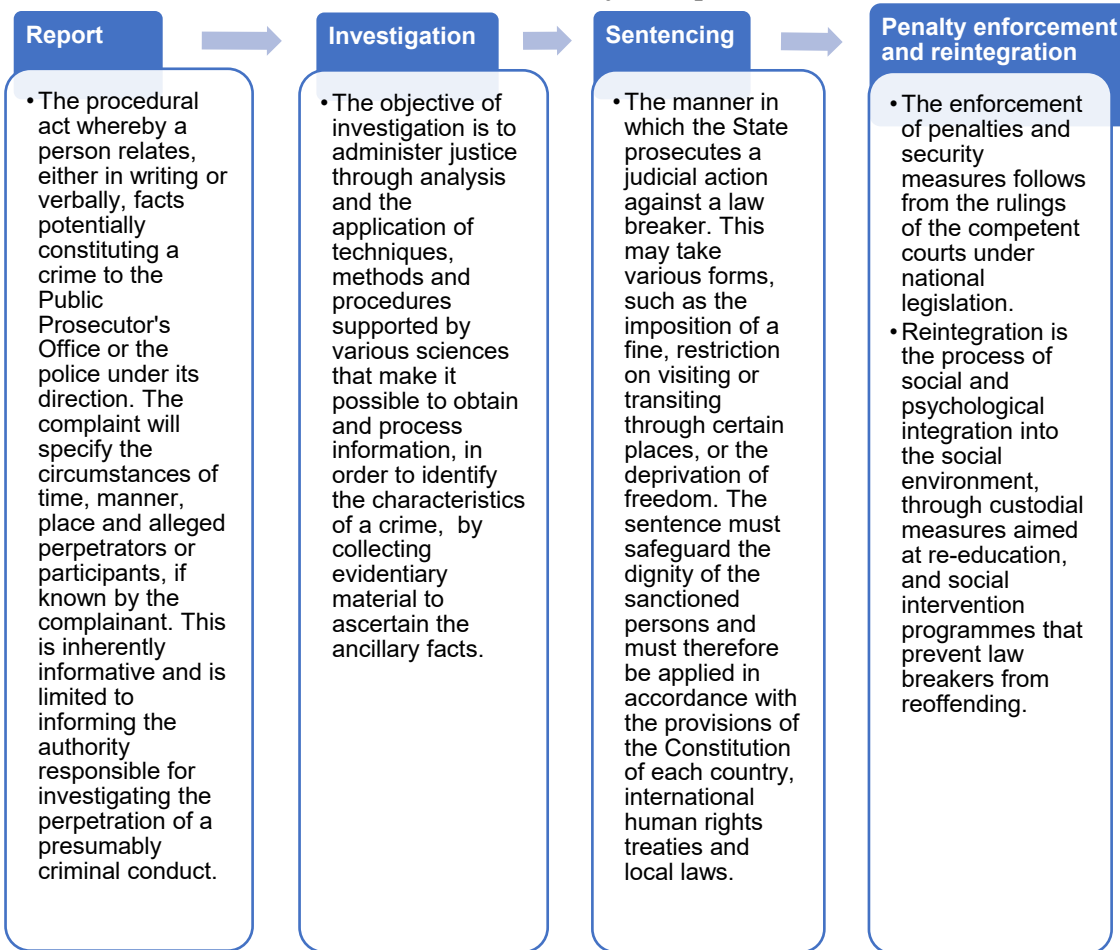 Report
• The procedural
act whereby a
person relates,
either in writing or
verbally, facts
potentially
constituting a
crime to the
Public
Prosecutor's
Office or the
police under its
direction. The
complaint will
specify the
circumstances of
time, manner,
place and alleged
perpetrators or
participants, if
known by the
complainant. This
is inherently
informative and is
limited to
informing the
authority
responsible for
investigating the
perpetration of a
presumably
criminal conduct.
Investigation
• The objective of
investigation is to
administer justice
through analysis
and the
application of
techniques,
methods and
procedures
supported by
various sciences
that make it
possible to obtain
and process
information, in
order to identify
the characteristics
of a crime, by
collecting
evidentiary
material to
ascertain the
ancillary facts.
Sentencing
• The manner in
which the State
prosecutes a
judicial action
against a law
breaker. This
may take
various forms,
such as the
imposition of a
fine, restriction
on visiting or
transiting
through certain
places, or the
deprivation of
freedom. The
sentence must
safeguard the
dignity of the
sanctioned
persons and
must therefore
be applied in
accordance with
the provisions of
the Constitution
of each country,
international
human rights
treaties and
local laws.
Penalty enforcement
and reintegration
• The enforcement
of penalties and
security
measures follows
from the rulings
of the competent
courts under
national
legislation.
• Reintegration is
the process of
social and
psychological
integration into
the social
environment,
through custodial
measures aimed
at re-education,
and social
intervention
programmes that
prevent law
breakers from
reoffending.